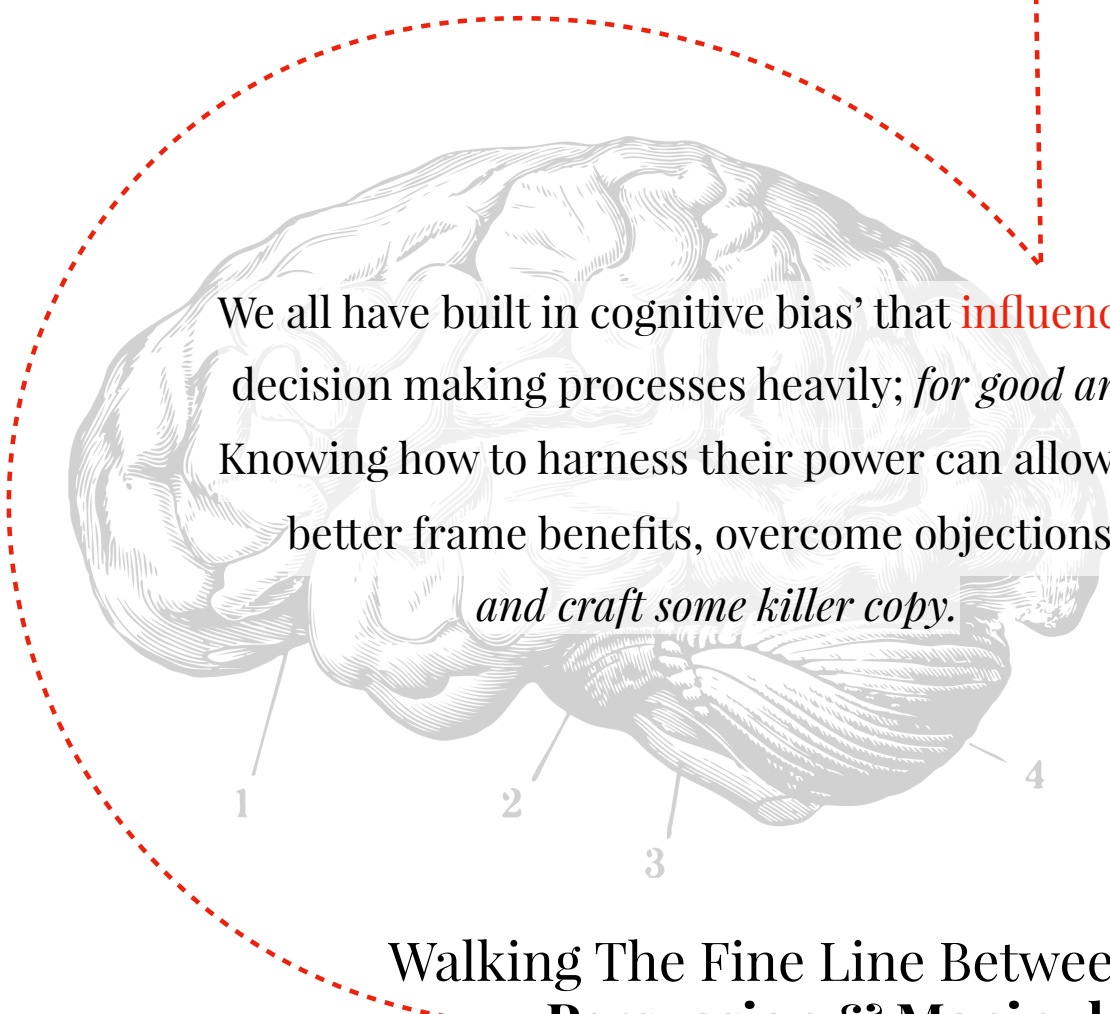 We all have built in cognitive bias’ that influenc
decision making processes heavily; for good
Knowing how to harness their power can allow
better frame benefits, overcome objections
and craft some killer copy.
1
2
3
4
Walking The Fine Line Betwee